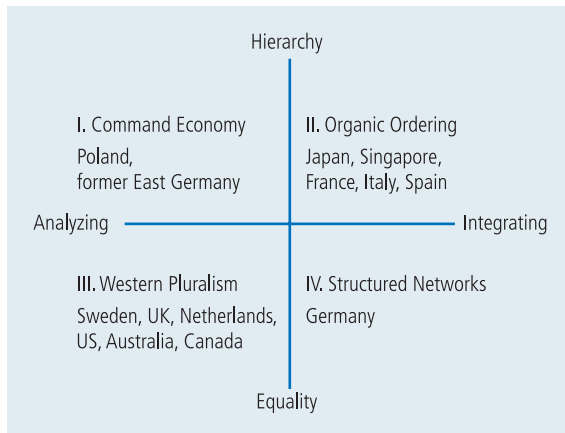 Hierarchy
I. Command Economy
Poland,
former East Germany
II. Organic Ordering
Japan, Singapore,
France, Italy, Spain
Analyzing
Integrating
III. Western Pluralism
Sweden, UK, Netherlands,
US, Australia, Canada
IV. Structured Networks
Germany
Equality